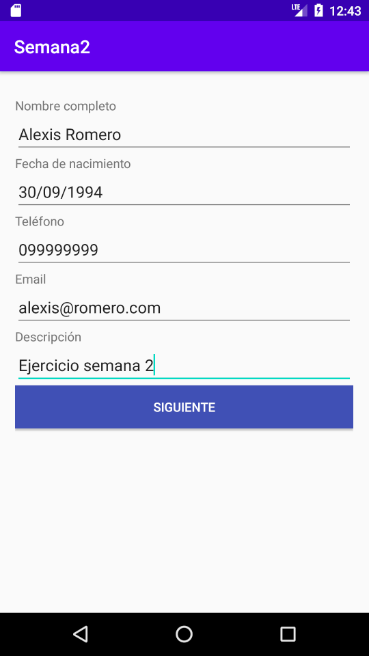 LTE 12:43
Semana2
Nombre completo
Alexis Romero
Fecha de nacimiento
30/09/1994
Teléfono
099999999
Email
alexis@romero.com
Descripción
Ejercicio semana 2
SIGUIENTE